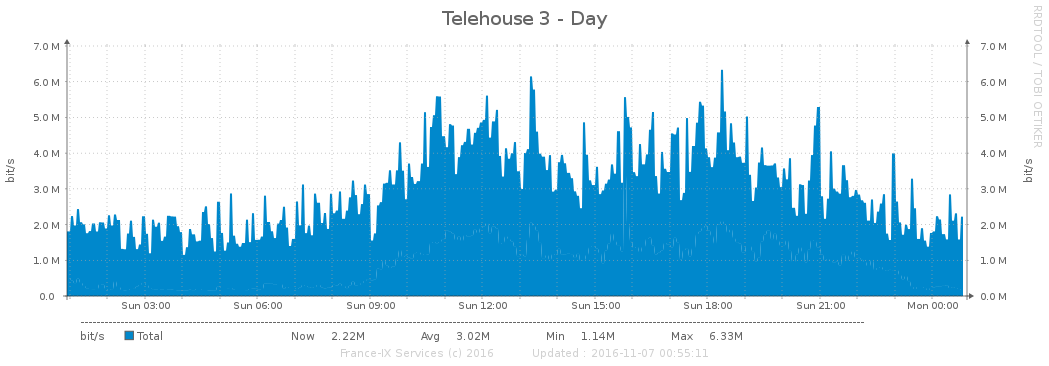 Telehouse 3 - Day
RRDTOOL / TOBI OETIKER
bit/s
bit/s
7.0 M 7.0 M
6.0 M 6.0 M
5.0 M 5.0 M
4.0 M 4.0 M
3.0 M 3.0 M
2.0 M 2.0 M
1.0 M 1.0 M
0.0 0.0 M
Sun 03:00 Sun 06:00 Sun 09:00 Sun 12:00 Sun 15:00 Sun 18:00 Sun 21:00 Mon 00:00
bit/s Total Now 2.22M Avg 3.02M Min 1.14M Max 6.33M
France-IX Services (c) 2016 Updated : 2016-11-07 00:55:11